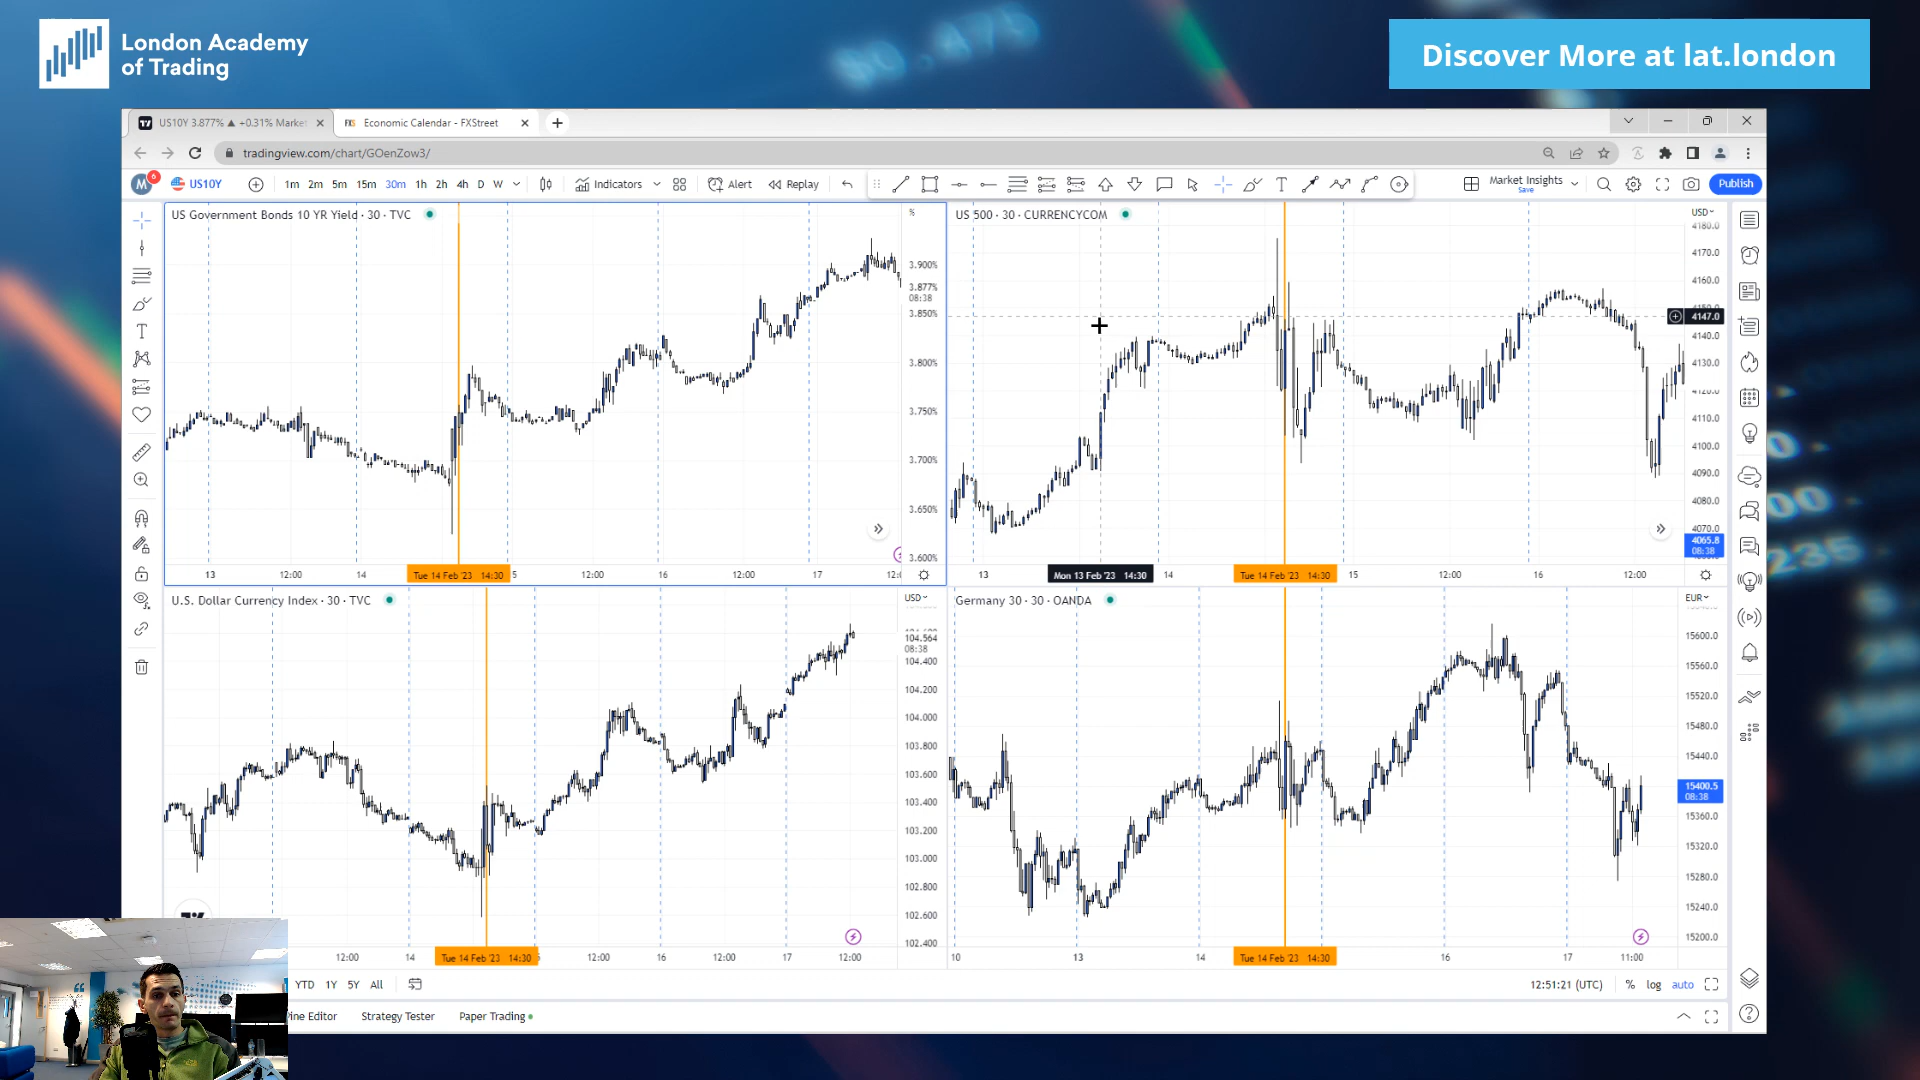 London Academy
of Trading
Discover More at lat.london
US10Y 3.877% ▲ +0.31% Market
Economic Calendar - FXStreet
tradingview.com/chart/GOenZow3/
M 6 US10Y 1m 2m 5m 15m 30m 1h 2h 4h D W Indicators Alert Replay Market Insights Save Publish
US Government Bonds 10 YR Yield · 30 · TVC
%
3.900%
3.877%
08:38
3.850%
3.800%
3.750%
3.700%
3.650%
3.600%
13 12:00 14 Tue 14 Feb '23 14:30 5 12:00 16 12:00 17
US 500 · 30 · CURRENCYCOM
USD
4180.0
4170.0
4160.0
4147.0
4140.0
4130.0
4120.0
4110.0
4100.0
4090.0
4080.0
4070.0
4065.8
08:38
13 Mon 13 Feb '23 14:30 14 Tue 14 Feb '23 14:30 15 12:00 16 12:00
U.S. Dollar Currency Index · 30 · TVC
USD
104.564
08:38
104.400
104.200
104.000
103.800
103.600
103.400
103.200
103.000
102.800
102.600
102.400
12:00 14 Tue 14 Feb '23 14:30 12:00 16 12:00 17 12:00
Germany 30 · 30 · OANDA
EUR
15600.0
15560.0
15520.0
15480.0
15440.0
15400.5
08:38
15360.0
15320.0
15280.0
15240.0
15200.0
10 13 14 Tue 14 Feb '23 14:30 16 17 11:00
YTD 1Y 5Y All
12:51:21 (UTC) % log auto
Pine Editor Strategy Tester Paper Trading